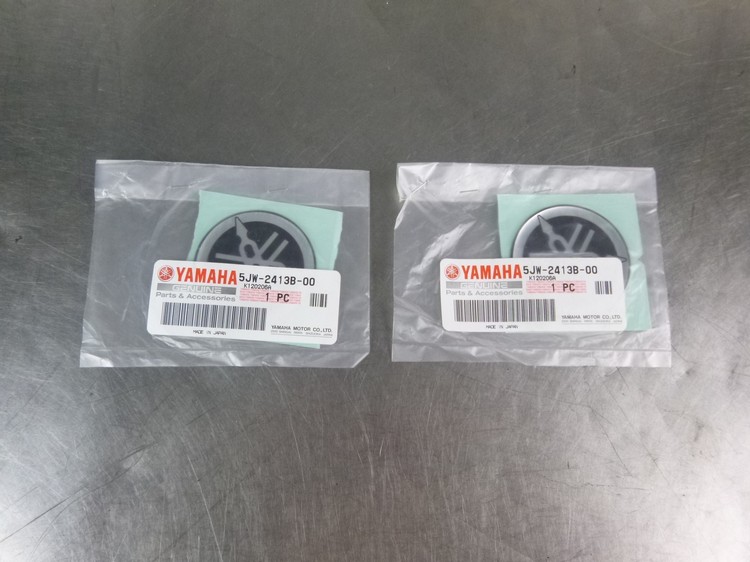 YAMAHA 5JW-2413B-00
GENUINE K120206A
Parts & Accessories 1 PC
MADE IN JAPAN
YAMAHA MOTOR CO.,LTD.
YAMAHA 5JW-2413B-00
GENUINE K120206A
Parts & Accessories 1 PC
MADE IN JAPAN
YAMAHA MOTOR CO.,LTD.